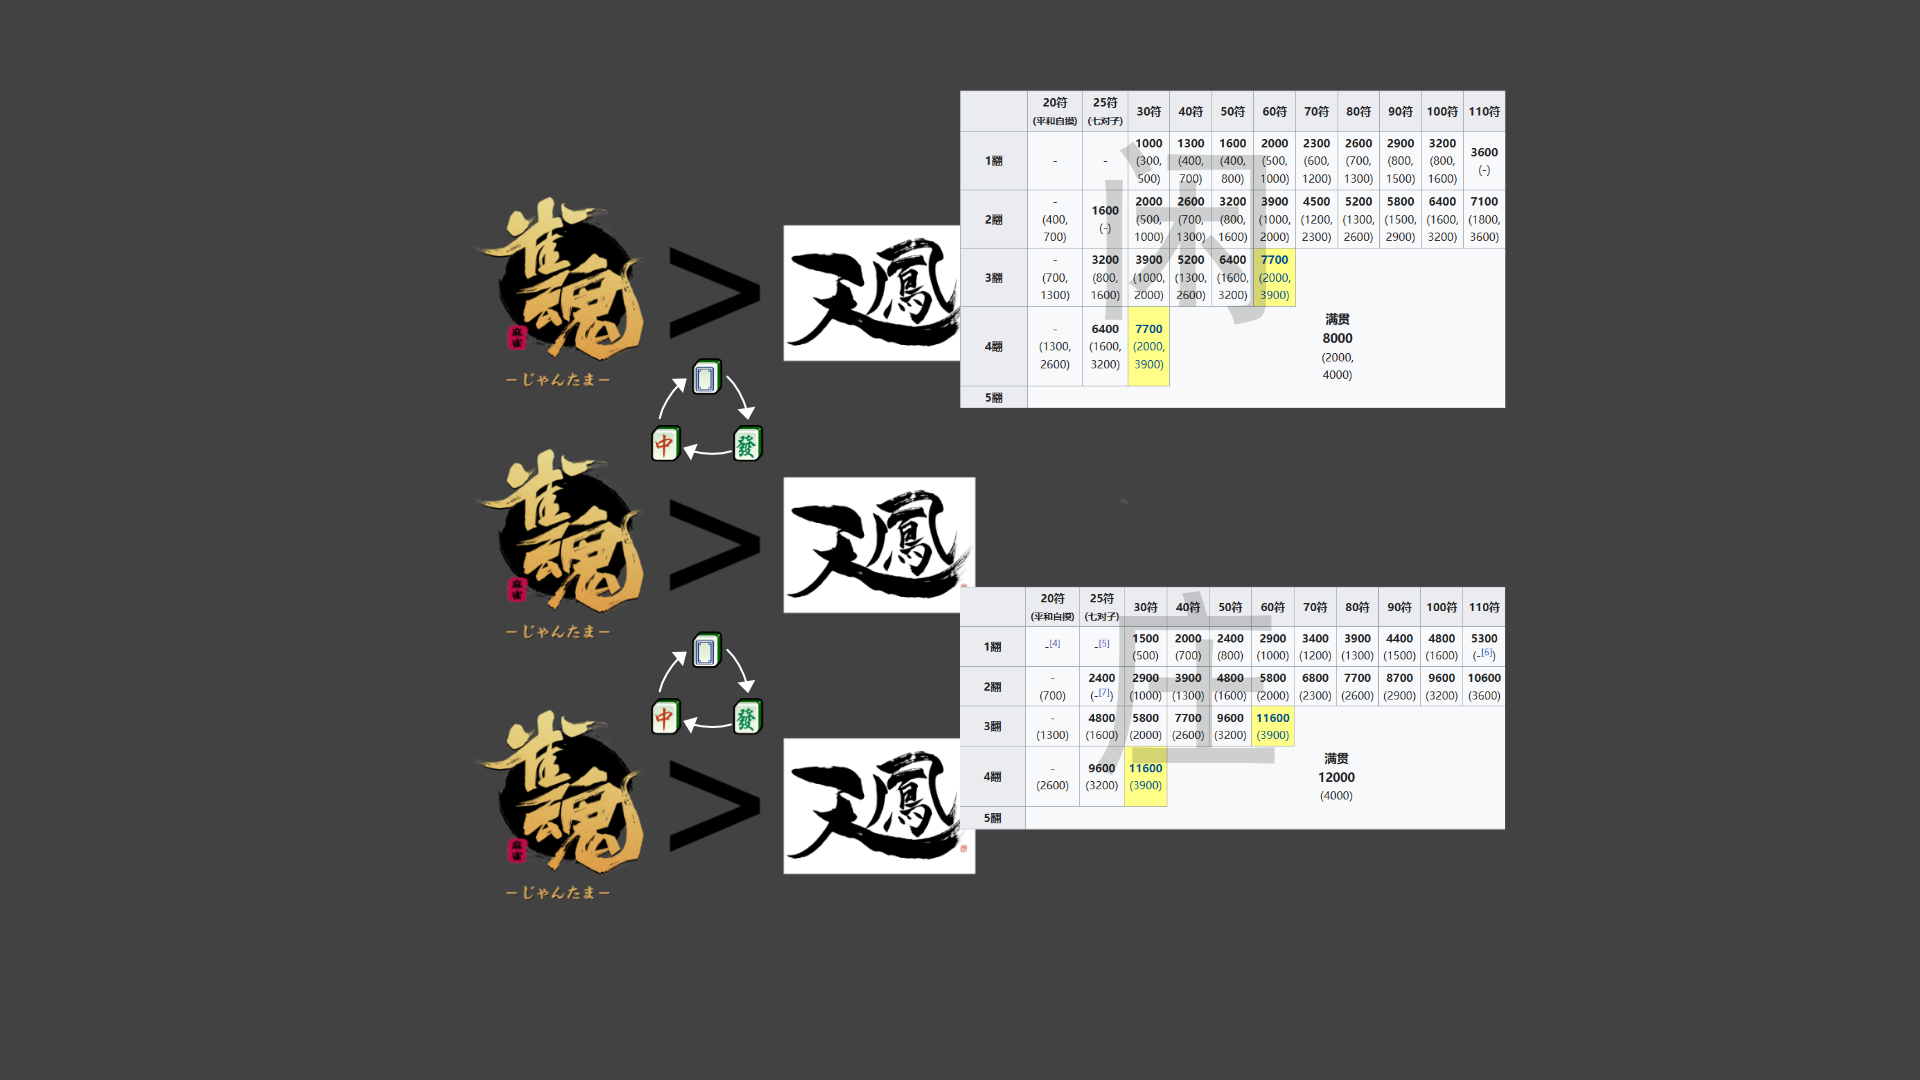 雀魂
麻雀
－じゃんたま－
>
天鳳
中
發
雀魂
麻雀
－じゃんたま－
>
天鳳
中
發
雀魂
麻雀
－じゃんたま－
>
天鳳
闲
20符 25符 30符 40符 50符 60符 70符 80符 90符 100符 110符
(平和自摸) (七对子)
1翻 - - 1000 1300 1600 2000 2300 2600 2900 3200 3600
(300, (400, (400, (500, (600, (700, (800, (800, (-)
500) 700) 800) 1000) 1200) 1300) 1500) 1600)
2翻 - 1600 2000 2600 3200 3900 4500 5200 5800 6400 7100
(400, (-) (500, (700, (800, (1000, (1200, (1300, (1500, (1600, (1800,
700) 1000) 1300) 1600) 2000) 2300) 2600) 2900) 3200) 3600)
3翻 - 3200 3900 5200 6400 7700
(700, (800, (1000, (1300, (1600, (2000,
1300) 1600) 2000) 2600) 3200) 3900)
4翻 - 6400 7700
(1300, (1600, (2000,
2600) 3200) 3900)
满贯
8000
(2000,
4000)
5翻
庄
20符 25符 30符 40符 50符 60符 70符 80符 90符 100符 110符
(平和自摸) (七对子)
1翻 -[4] -[5] 1500 2000 2400 2900 3400 3900 4400 4800 5300
(500) (700) (800) (1000) (1200) (1300) (1500) (1600) (-[6])
2翻 - 2400 2900 3900 4800 5800 6800 7700 8700 9600 10600
(700) (-[7]) (1000) (1300) (1600) (2000) (2300) (2600) (2900) (3200) (3600)
3翻 - 4800 5800 7700 9600 11600
(1300) (1600) (2000) (2600) (3200) (3900)
4翻 - 9600 11600
(2600) (3200) (3900)
满贯
12000
(4000)
5翻